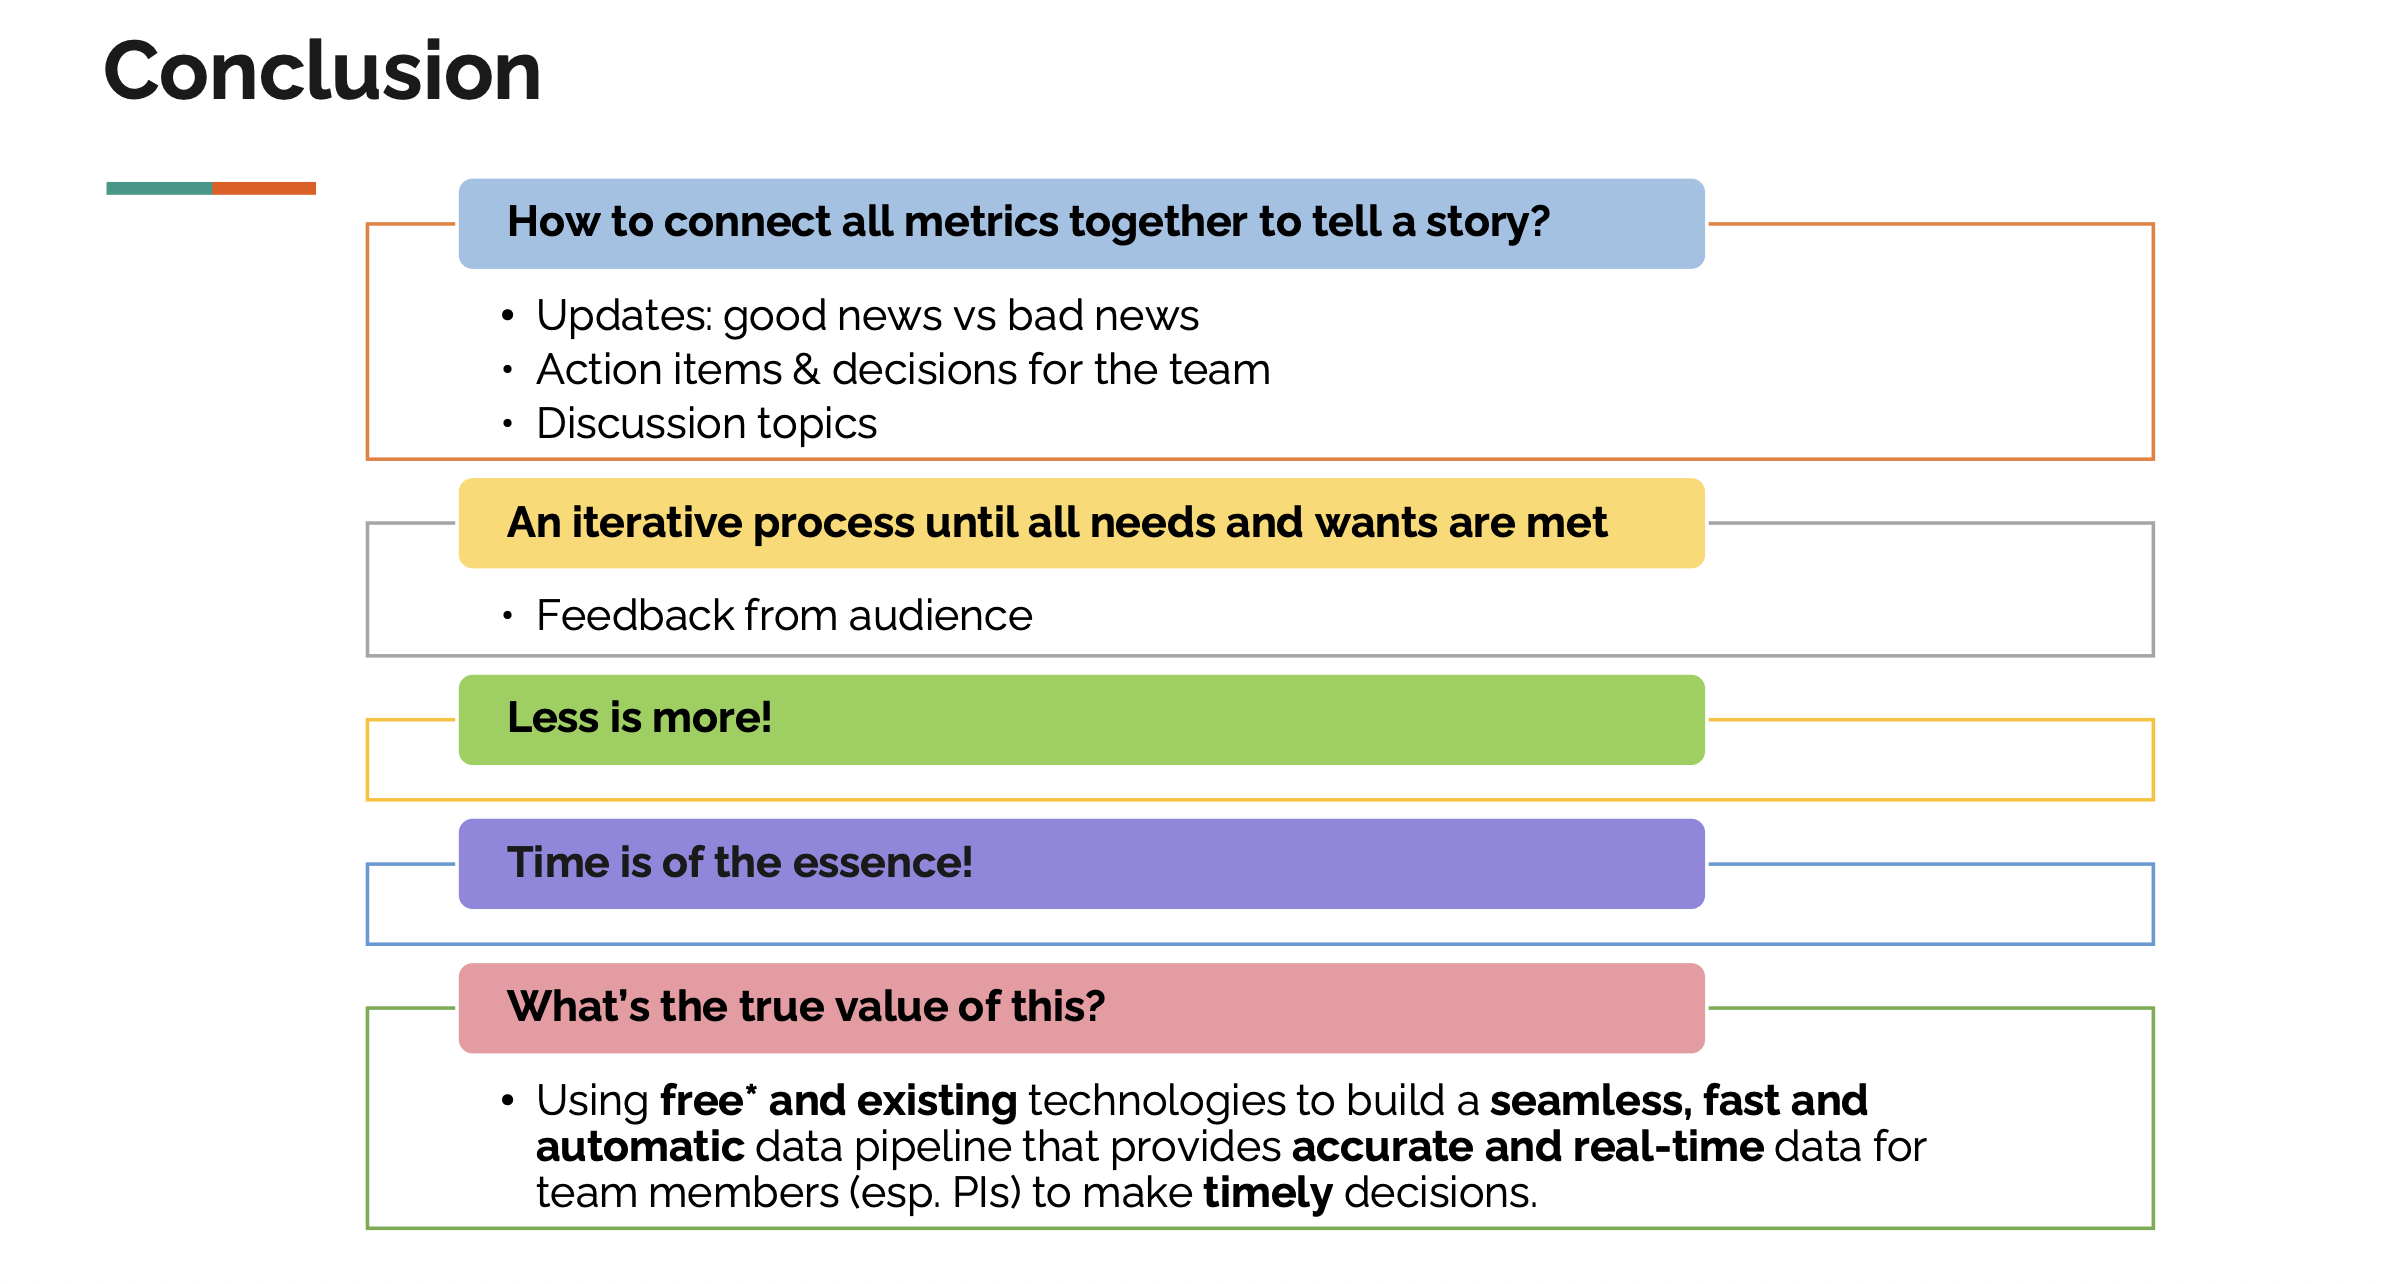 Conclusion
How to connect all metrics together to tell a story?
• Updates: good news vs bad news
• Action items & decisions for the team
• Discussion topics
An iterative process until all needs and wants are met
• Feedback from audience
Less is more!
Time is of the essence!
What’s the true value of this?
• Using free* and existing technologies to build a seamless, fast and
automatic data pipeline that provides accurate and real-time data for
team members (esp. PIs) to make timely decisions.